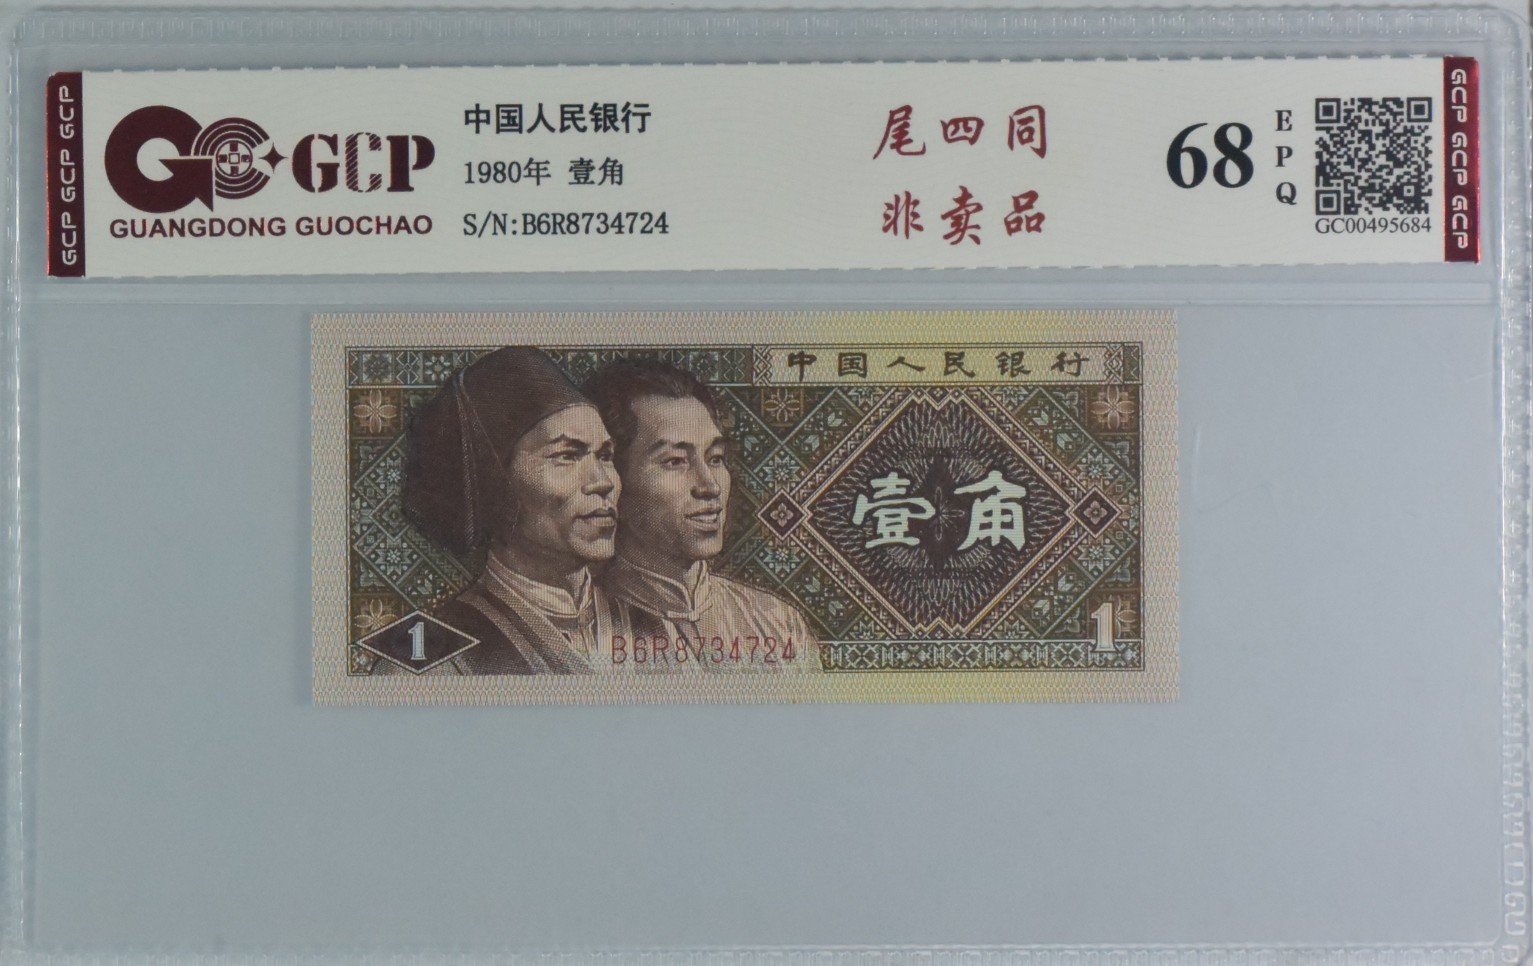 GCP GCP GCP
GCP
GUANGDONG GUOCHAO
中国人民银行
1980年 壹角
S/N:B6R8734724
尾四同
非卖品
68
EPQ
GC00495684
GCP GCP GCP
中国人民银行
壹角
1
B6R8734724
1